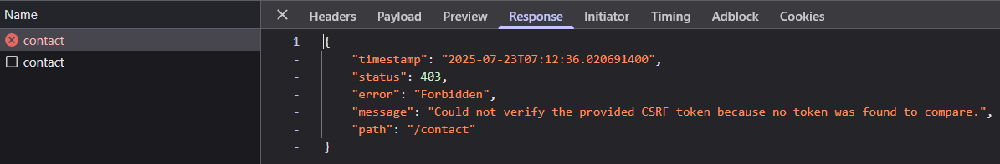 Name
Headers Payload Preview Response Initiator Timing Adblock Cookies
contact
contact
1 {
- "timestamp": "2025-07-23T07:12:36.020691400",
- "status": 403,
- "error": "Forbidden",
- "message": "Could not verify the provided CSRF token because no token was found to compare.",
- "path": "/contact"
- }